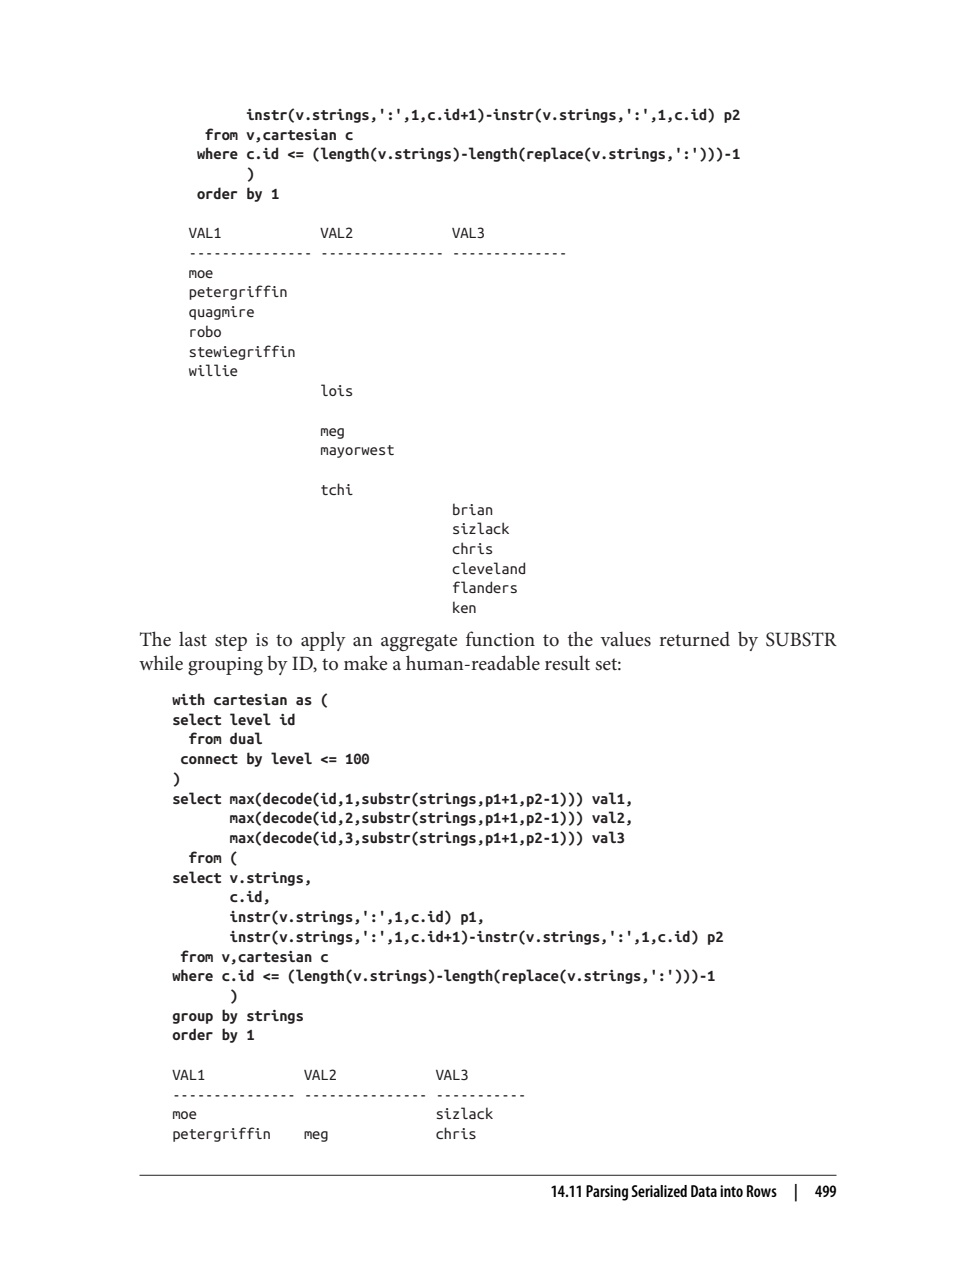 instr(v.strings,':',1,c.id+1)-instr(v.strings,':',1,c.id) p2
from v,cartesian c
where c.id <= (length(v.strings)-length(replace(v.strings,':')))-1
)
order by 1
VAL1 VAL2 VAL3
--------------- --------------- --------------
moe
petergriffin
quagmire
robo
stewiegriffin
willie
lois
meg
mayorwest
tchi
brian
sizlack
chris
cleveland
flanders
ken
The last step is to apply an aggregate function to the values returned by SUBSTR
while grouping by ID, to make a human-readable result set:
with cartesian as (
select level id
from dual
connect by level <= 100
)
select max(decode(id,1,substr(strings,p1+1,p2-1))) val1,
max(decode(id,2,substr(strings,p1+1,p2-1))) val2,
max(decode(id,3,substr(strings,p1+1,p2-1))) val3
from (
select v.strings,
c.id,
instr(v.strings,':',1,c.id) p1,
instr(v.strings,':',1,c.id+1)-instr(v.strings,':',1,c.id) p2
from v,cartesian c
where c.id <= (length(v.strings)-length(replace(v.strings,':')))-1
)
group by strings
order by 1
VAL1 VAL2 VAL3
--------------- --------------- -----------
moe sizlack
petergriffin meg chris
14.11 Parsing Serialized Data into Rows | 499